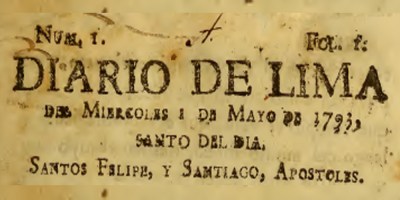 NUM. 1. FOL. 1.
DIARIO DE LIMA
DEL MIERCOLES 1 DE MAYO DE 1793,
SANTO DEL DIA.
SANTOS FELIPE, Y SANTIAGO, APOSTOLES.